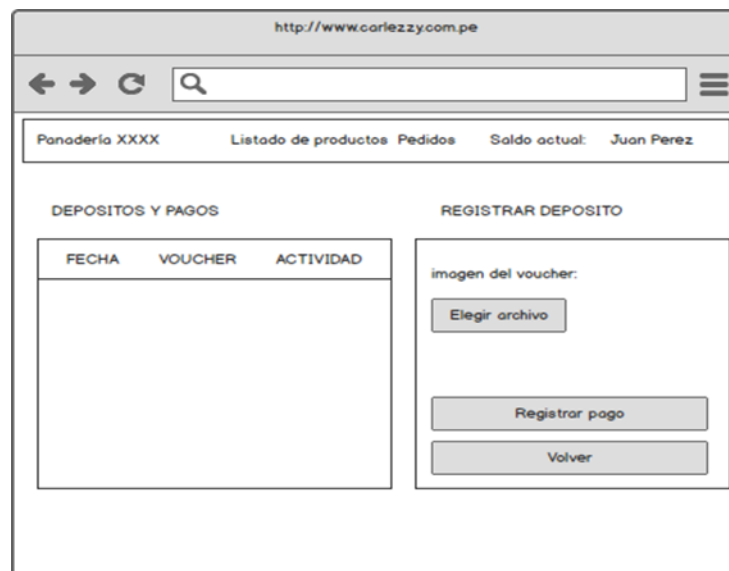 http://www.carlezzy.com.pe
Panadería XXXX Listado de productos Pedidos Saldo actual: Juan Perez
DEPOSITOS Y PAGOS
FECHA VOUCHER ACTIVIDAD
REGISTRAR DEPOSITO
imagen del voucher:
Elegir archivo
Registrar pago
Volver